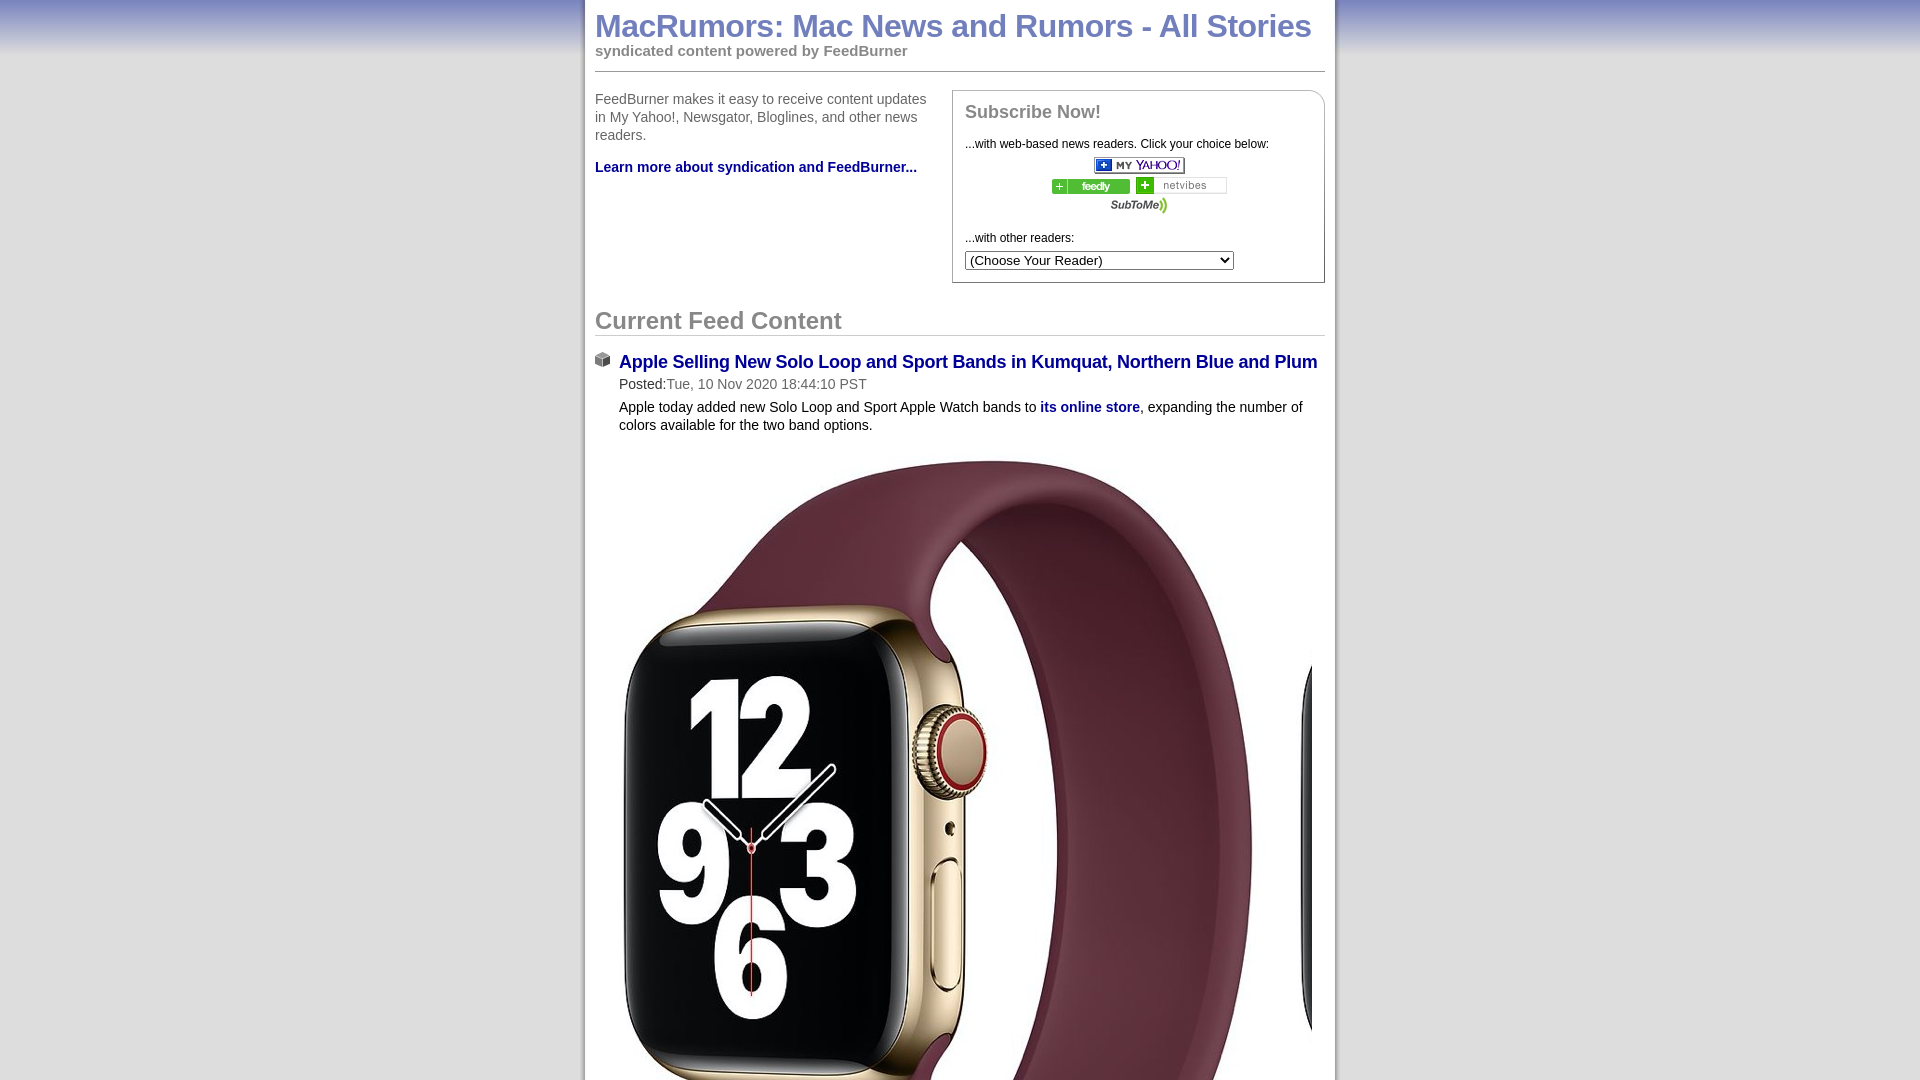 MacRumors: Mac News and Rumors - All Stories
syndicated content powered by FeedBurner
FeedBurner makes it easy to receive content updates
in My Yahoo!, Newsgator, Bloglines, and other news
readers.
Learn more about syndication and FeedBurner...
Subscribe Now!
...with web-based news readers. Click your choice below:
MY YAHOO!
feedly
netvibes
SubToMe
...with other readers:
(Choose Your Reader)
Current Feed Content
Apple Selling New Solo Loop and Sport Bands in Kumquat, Northern Blue and Plum
Posted:Tue, 10 Nov 2020 18:44:10 PST
Apple today added new Solo Loop and Sport Apple Watch bands to its online store, expanding the number of
colors available for the two band options.
12
9 3
6